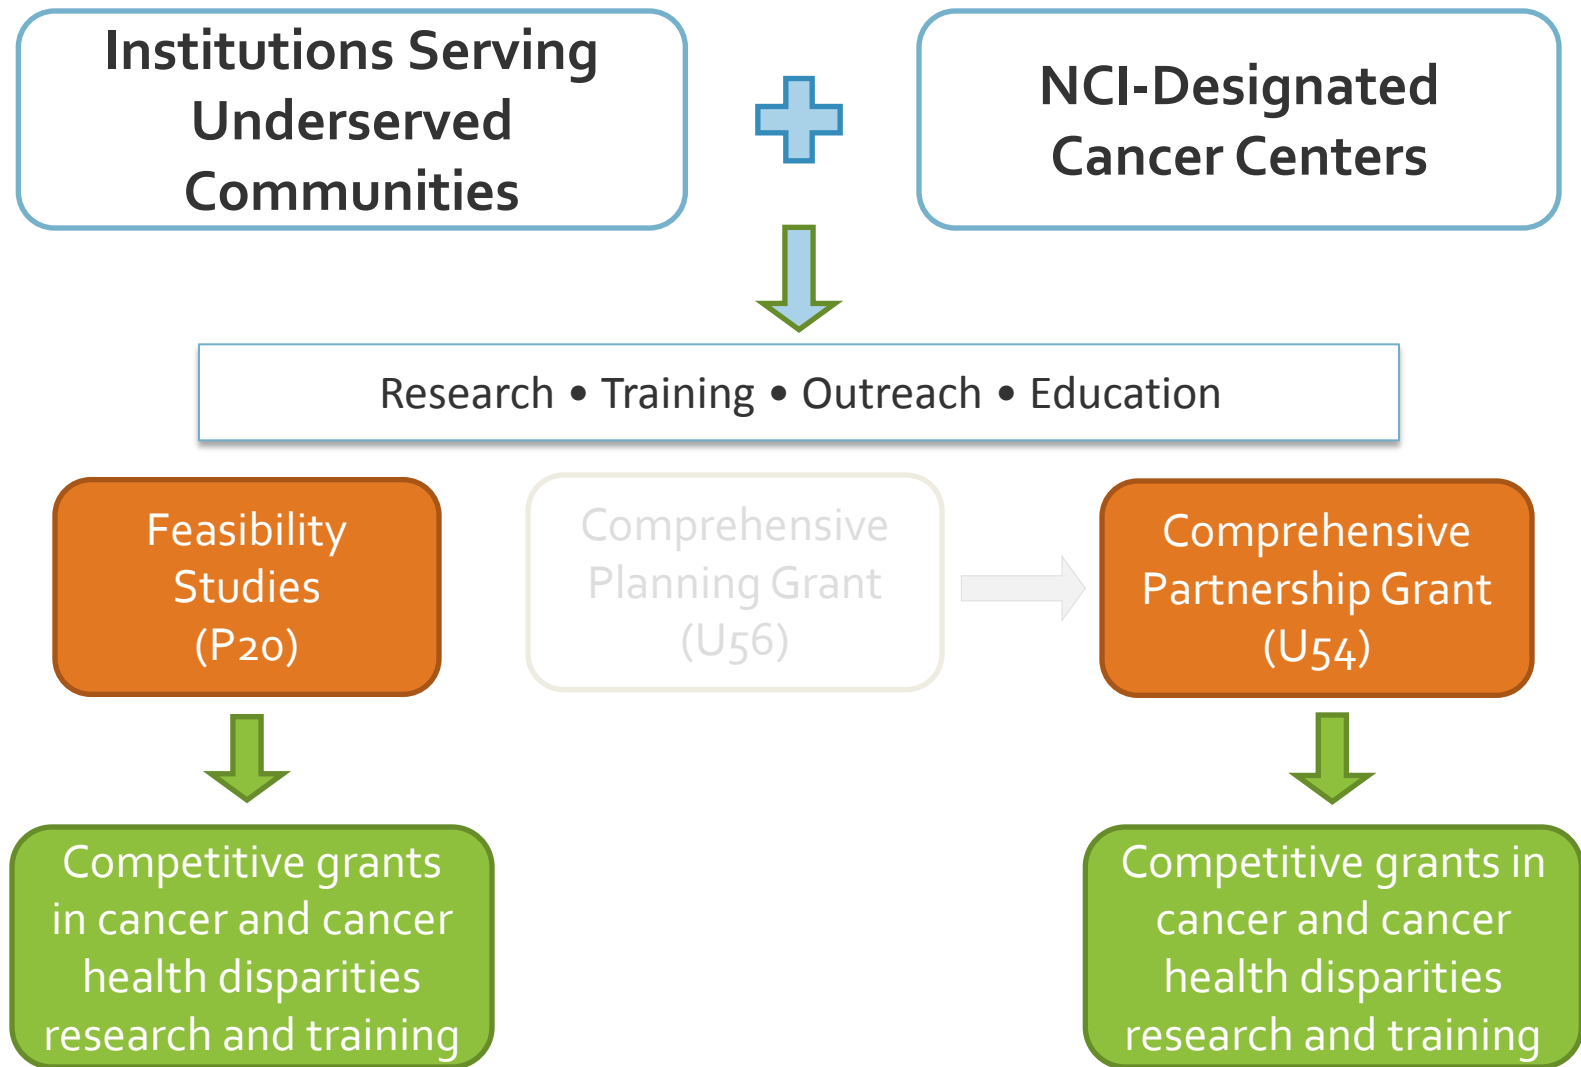 Institutions Serving
Underserved
Communities
NCI-Designated
Cancer Centers
Research • Training • Outreach • Education
Feasibility
Studies
(P20)
Comprehensive
Planning Grant
(U56)
Comprehensive
Partnership Grant
(U54)
Competitive grants
in cancer and cancer
health disparities
research and training
Competitive grants in
cancer and cancer
health disparities
research and training